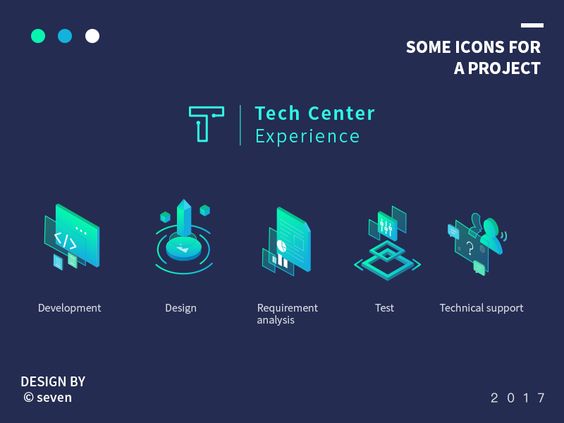 SOME ICONS FOR
A PROJECT
Tech Center
Experience
</>
?
Development
Design
Requirement
analysis
Test
Technical support
DESIGN BY
© seven
2017